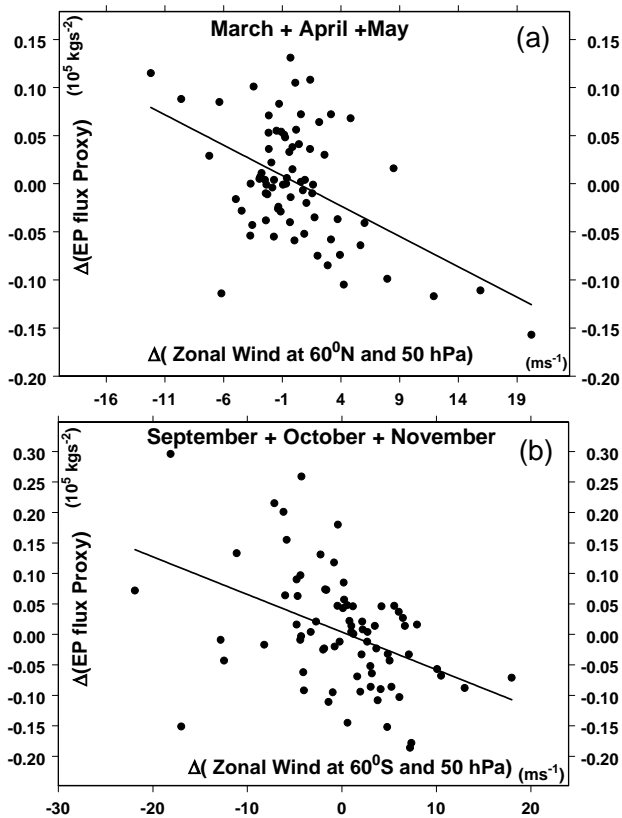 March + April +May
(a)
(10⁵ kgs⁻²)
Δ(EP flux Proxy)
0.15 0.15
0.10 0.10
0.05 0.05
0.00 0.00
-0.05 -0.05
-0.10 -0.10
-0.15 -0.15
-0.20 -0.20
Δ( Zonal Wind at 60⁰N and 50 hPa)
(ms⁻¹)
-16 -11 -6 -1 4 9 14 19
September + October + November
(b)
(10⁵ kgs⁻²)
Δ(EP flux Proxy)
0.30 0.30
0.25 0.25
0.20 0.20
0.15 0.15
0.10 0.10
0.05 0.05
0.00 0.00
-0.05 -0.05
-0.10 -0.10
-0.15 -0.15
-0.20 -0.20
Δ( Zonal Wind at 60⁰S and 50 hPa)
(ms⁻¹)
-30 -20 -10 0 10 20